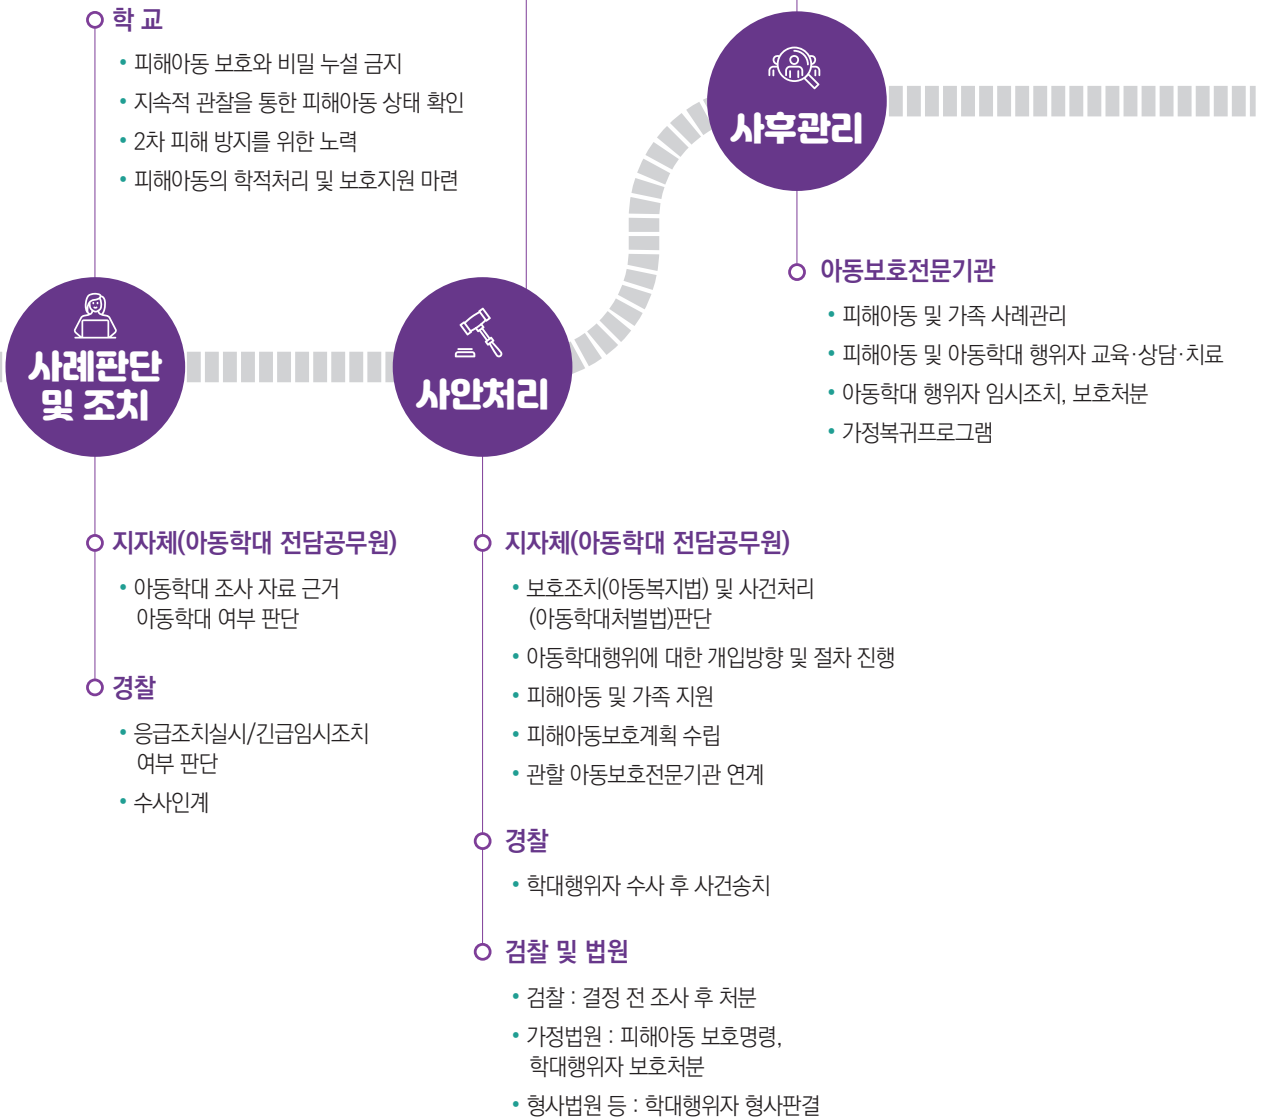 학 교
• 피해아동 보호와 비밀 누설 금지
• 지속적 관찰을 통한 피해아동 상태 확인
• 2차 피해 방지를 위한 노력
• 피해아동의 학적처리 및 보호지원 마련
사례판단
및 조치
지자체(아동학대 전담공무원)
• 아동학대 조사 자료 근거
아동학대 여부 판단
경찰
• 응급조치실시/긴급임시조치
여부 판단
• 수사인계
사안처리
지자체(아동학대 전담공무원)
• 보호조치(아동복지법) 및 사건처리
(아동학대처벌법)판단
• 아동학대행위에 대한 개입방향 및 절차 진행
• 피해아동 및 가족 지원
• 피해아동보호계획 수립
• 관할 아동보호전문기관 연계
경찰
• 학대행위자 수사 후 사건송치
검찰 및 법원
• 검찰 : 결정 전 조사 후 처분
• 가정법원 : 피해아동 보호명령,
학대행위자 보호처분
• 형사법원 등 : 학대행위자 형사판결
사후관리
아동보호전문기관
• 피해아동 및 가족 사례관리
• 피해아동 및 아동학대 행위자 교육·상담·치료
• 아동학대 행위자 임시조치, 보호처분
• 가정복귀프로그램